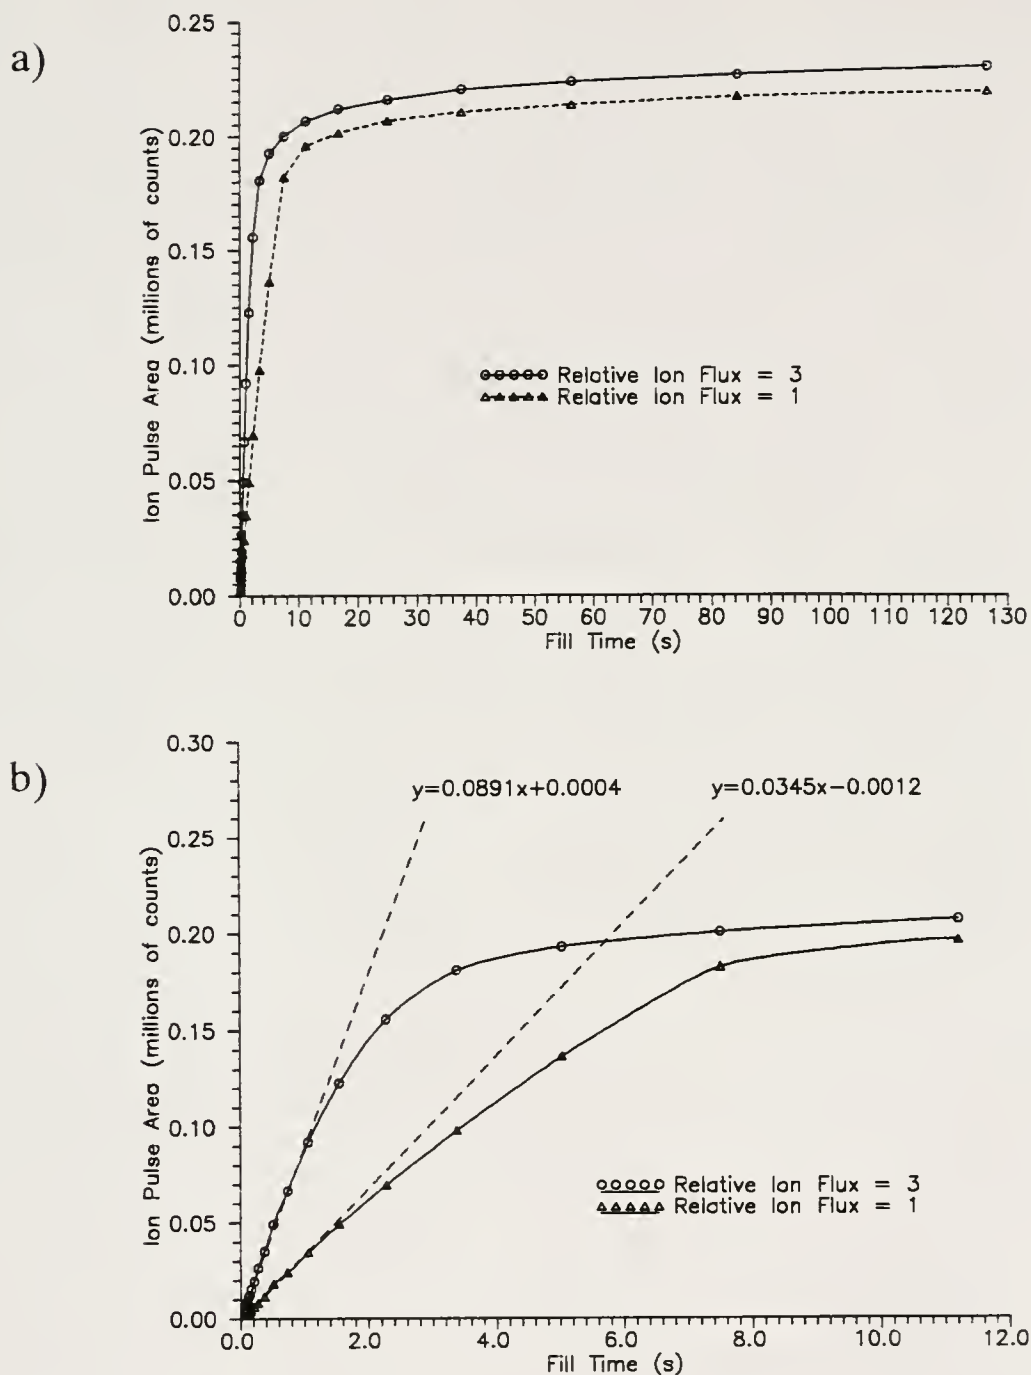 a)
0.25
0.20
0.15
0.10
0.05
0.00
Ion Pulse Area (millions of counts)
Relative Ion Flux = 3
Relative Ion Flux = 1
0 10 20 30 40 50 60 70 80 90 100 110 120 130
Fill Time (s)
b)
0.30
0.25
0.20
0.15
0.10
0.05
0.00
Ion Pulse Area (millions of counts)
y=0.0891x+0.0004
y=0.0345x−0.0012
Relative Ion Flux = 3
Relative Ion Flux = 1
0.0 2.0 4.0 6.0 8.0 10.0 12.0
Fill Time (s)